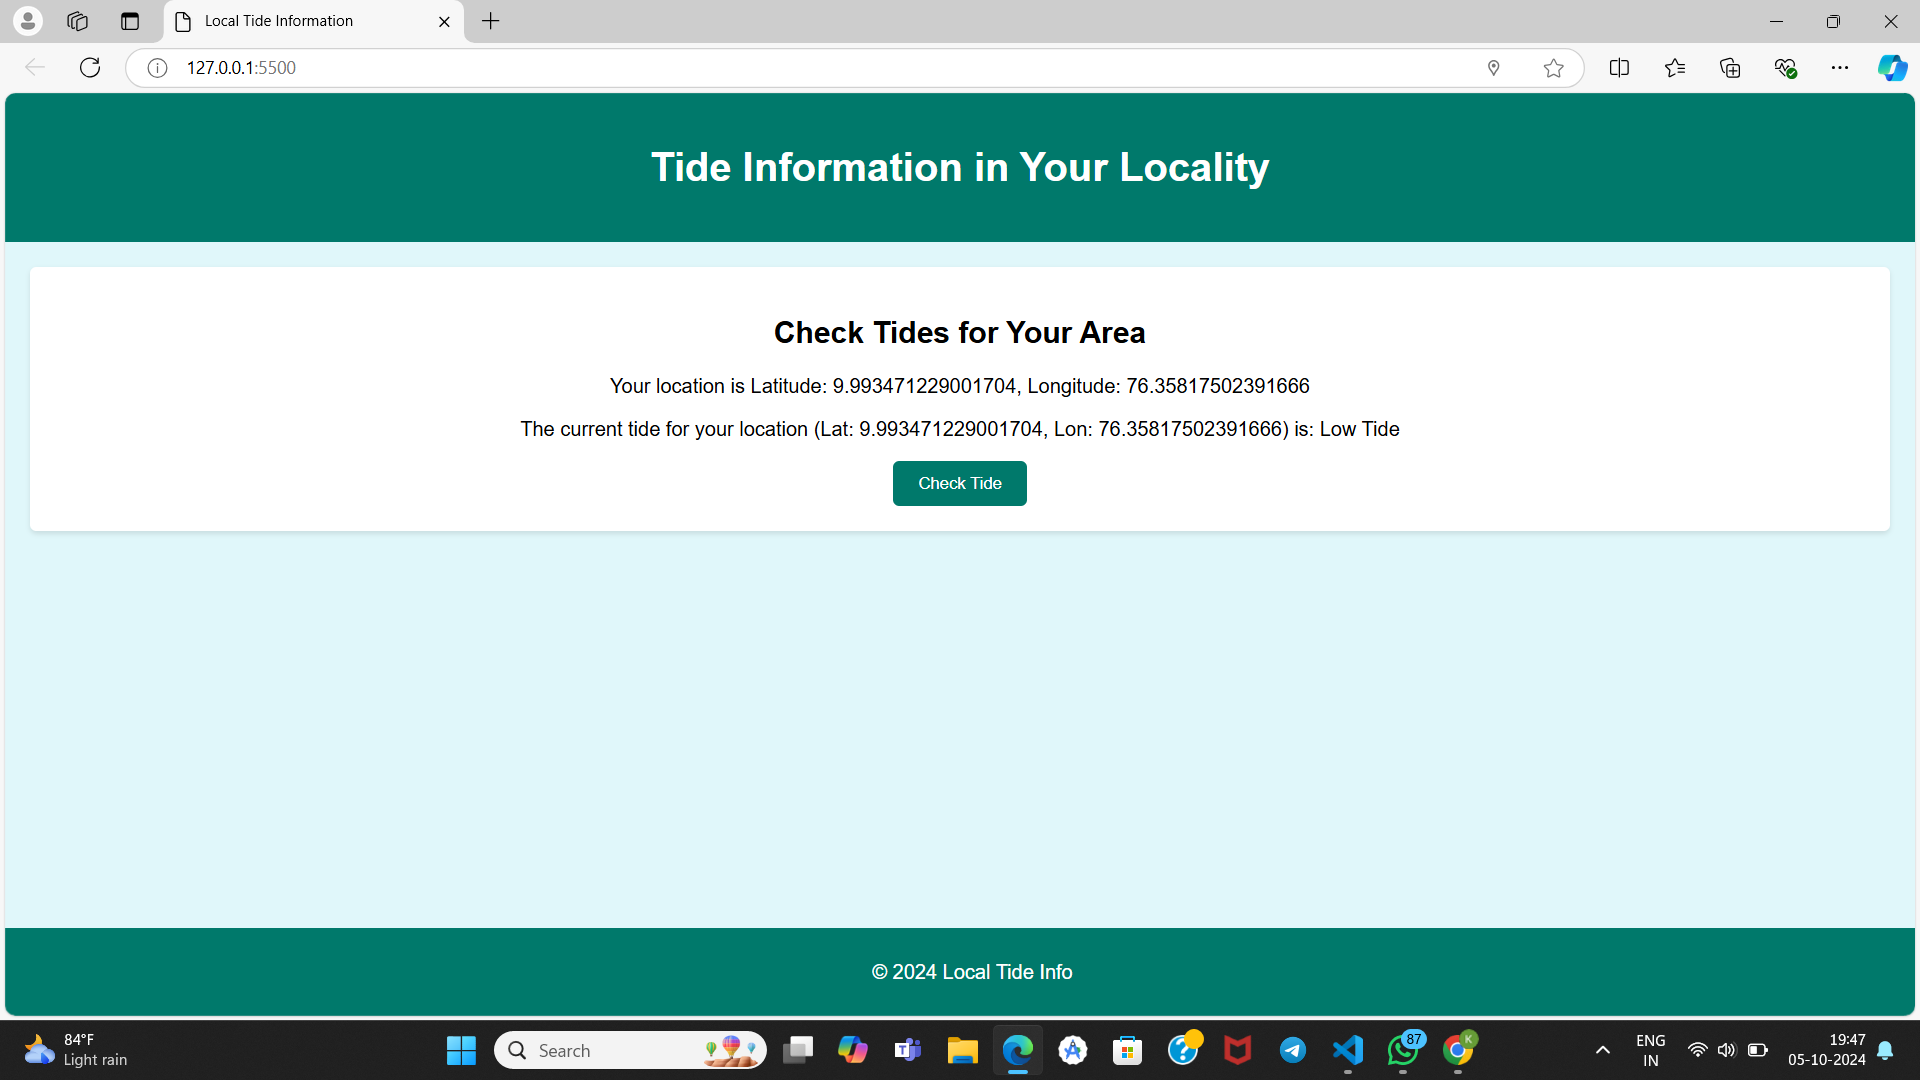 Local Tide Information
127.0.0.1:5500
Tide Information in Your Locality
Check Tides for Your Area
Your location is Latitude: 9.993471229001704, Longitude: 76.35817502391666
The current tide for your location (Lat: 9.993471229001704, Lon: 76.35817502391666) is: Low Tide
Check Tide
© 2024 Local Tide Info
84°F
Light rain
Search
T
87
K
ENG
IN
19:47
05-10-2024